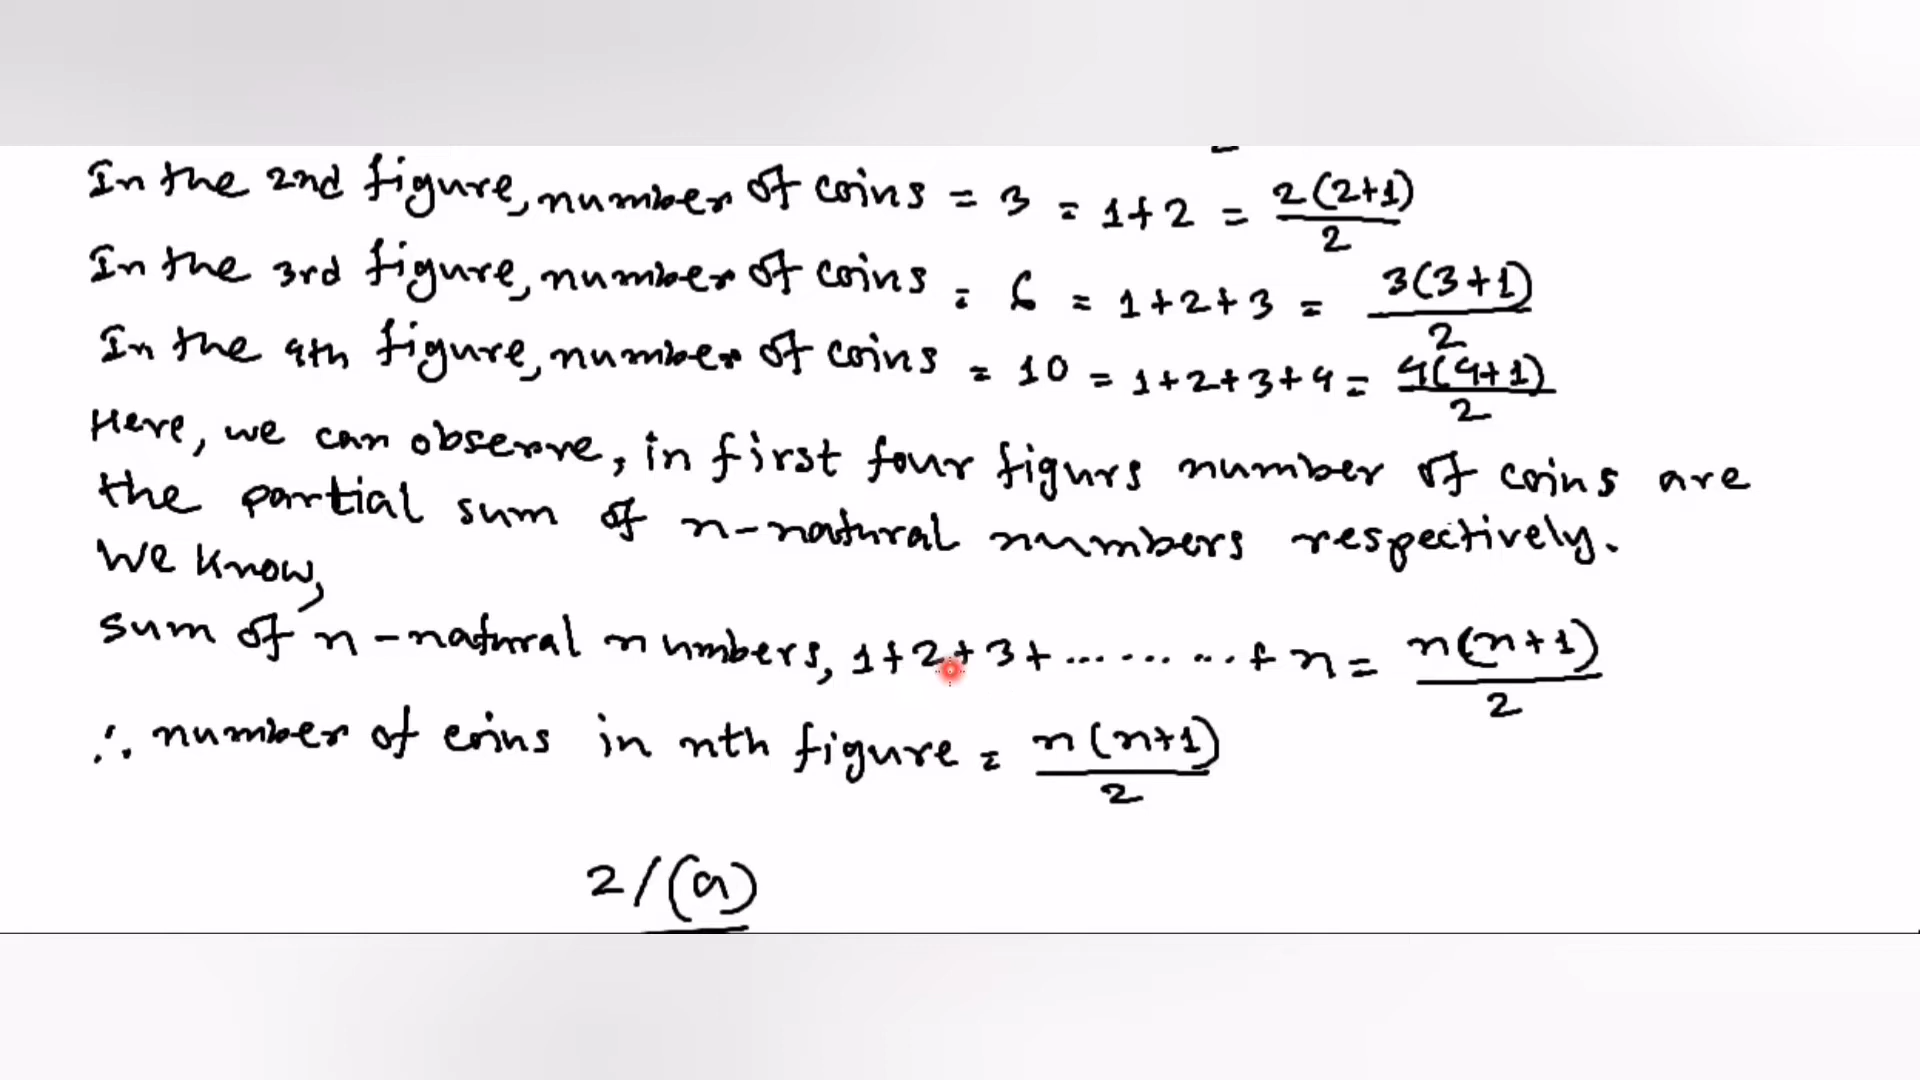 In the 2nd figure, number of coins = 3 = 1+2 = 2(2+1)/2
In the 3rd figure, number of coins = 6 = 1+2+3 = 3(3+1)/2
In the 4th figure, number of coins = 10 = 1+2+3+4 = 4(4+1)/2
Here, we can observe, in first four figurs number of coins are
the partial sum of n-natural numbers respectively.
We know,
sum of n-natural numbers, 1+2+3+.........+n = n(n+1)/2
∴ number of coins in nth figure = n(n+1)/2
2/(a)